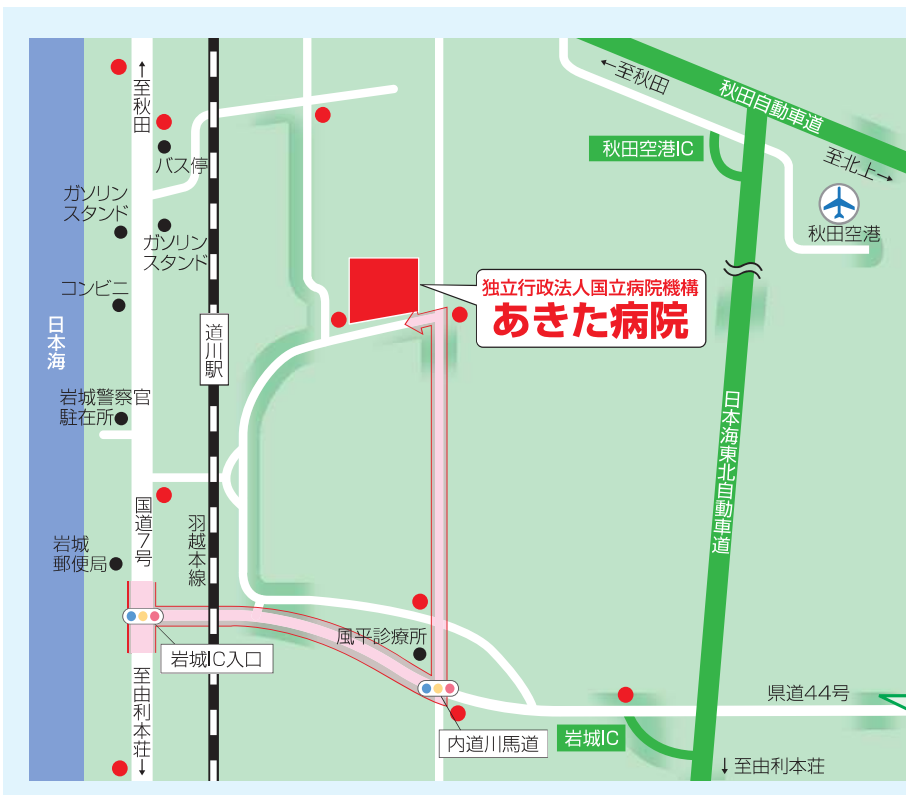 ↑至秋田
バス停
ガソリン
スタンド
ガソリン
スタンド
コンビニ
日本海
道川駅
岩城警察官
駐在所
国道7号
羽越本線
岩城
郵便局
岩城IC入口
至由利本荘↓
風平診療所
内道川馬道
岩城IC
県道44号
↓至由利本荘
日本海東北自動車道
独立行政法人国立病院機構
あきた病院
秋田空港IC
←至秋田
秋田自動車道
至北上→
秋田空港